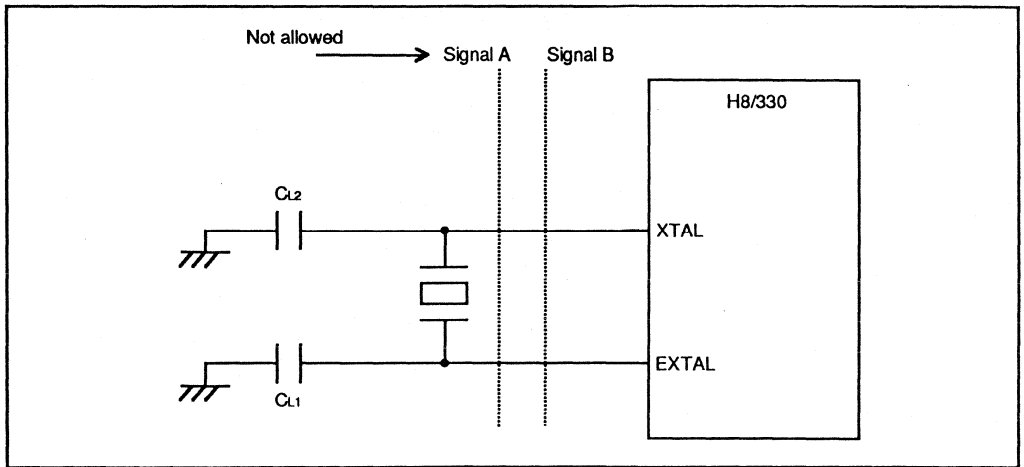 Not allowed
Signal A
Signal B
H8/330
CL2
XTAL
EXTAL
CL1